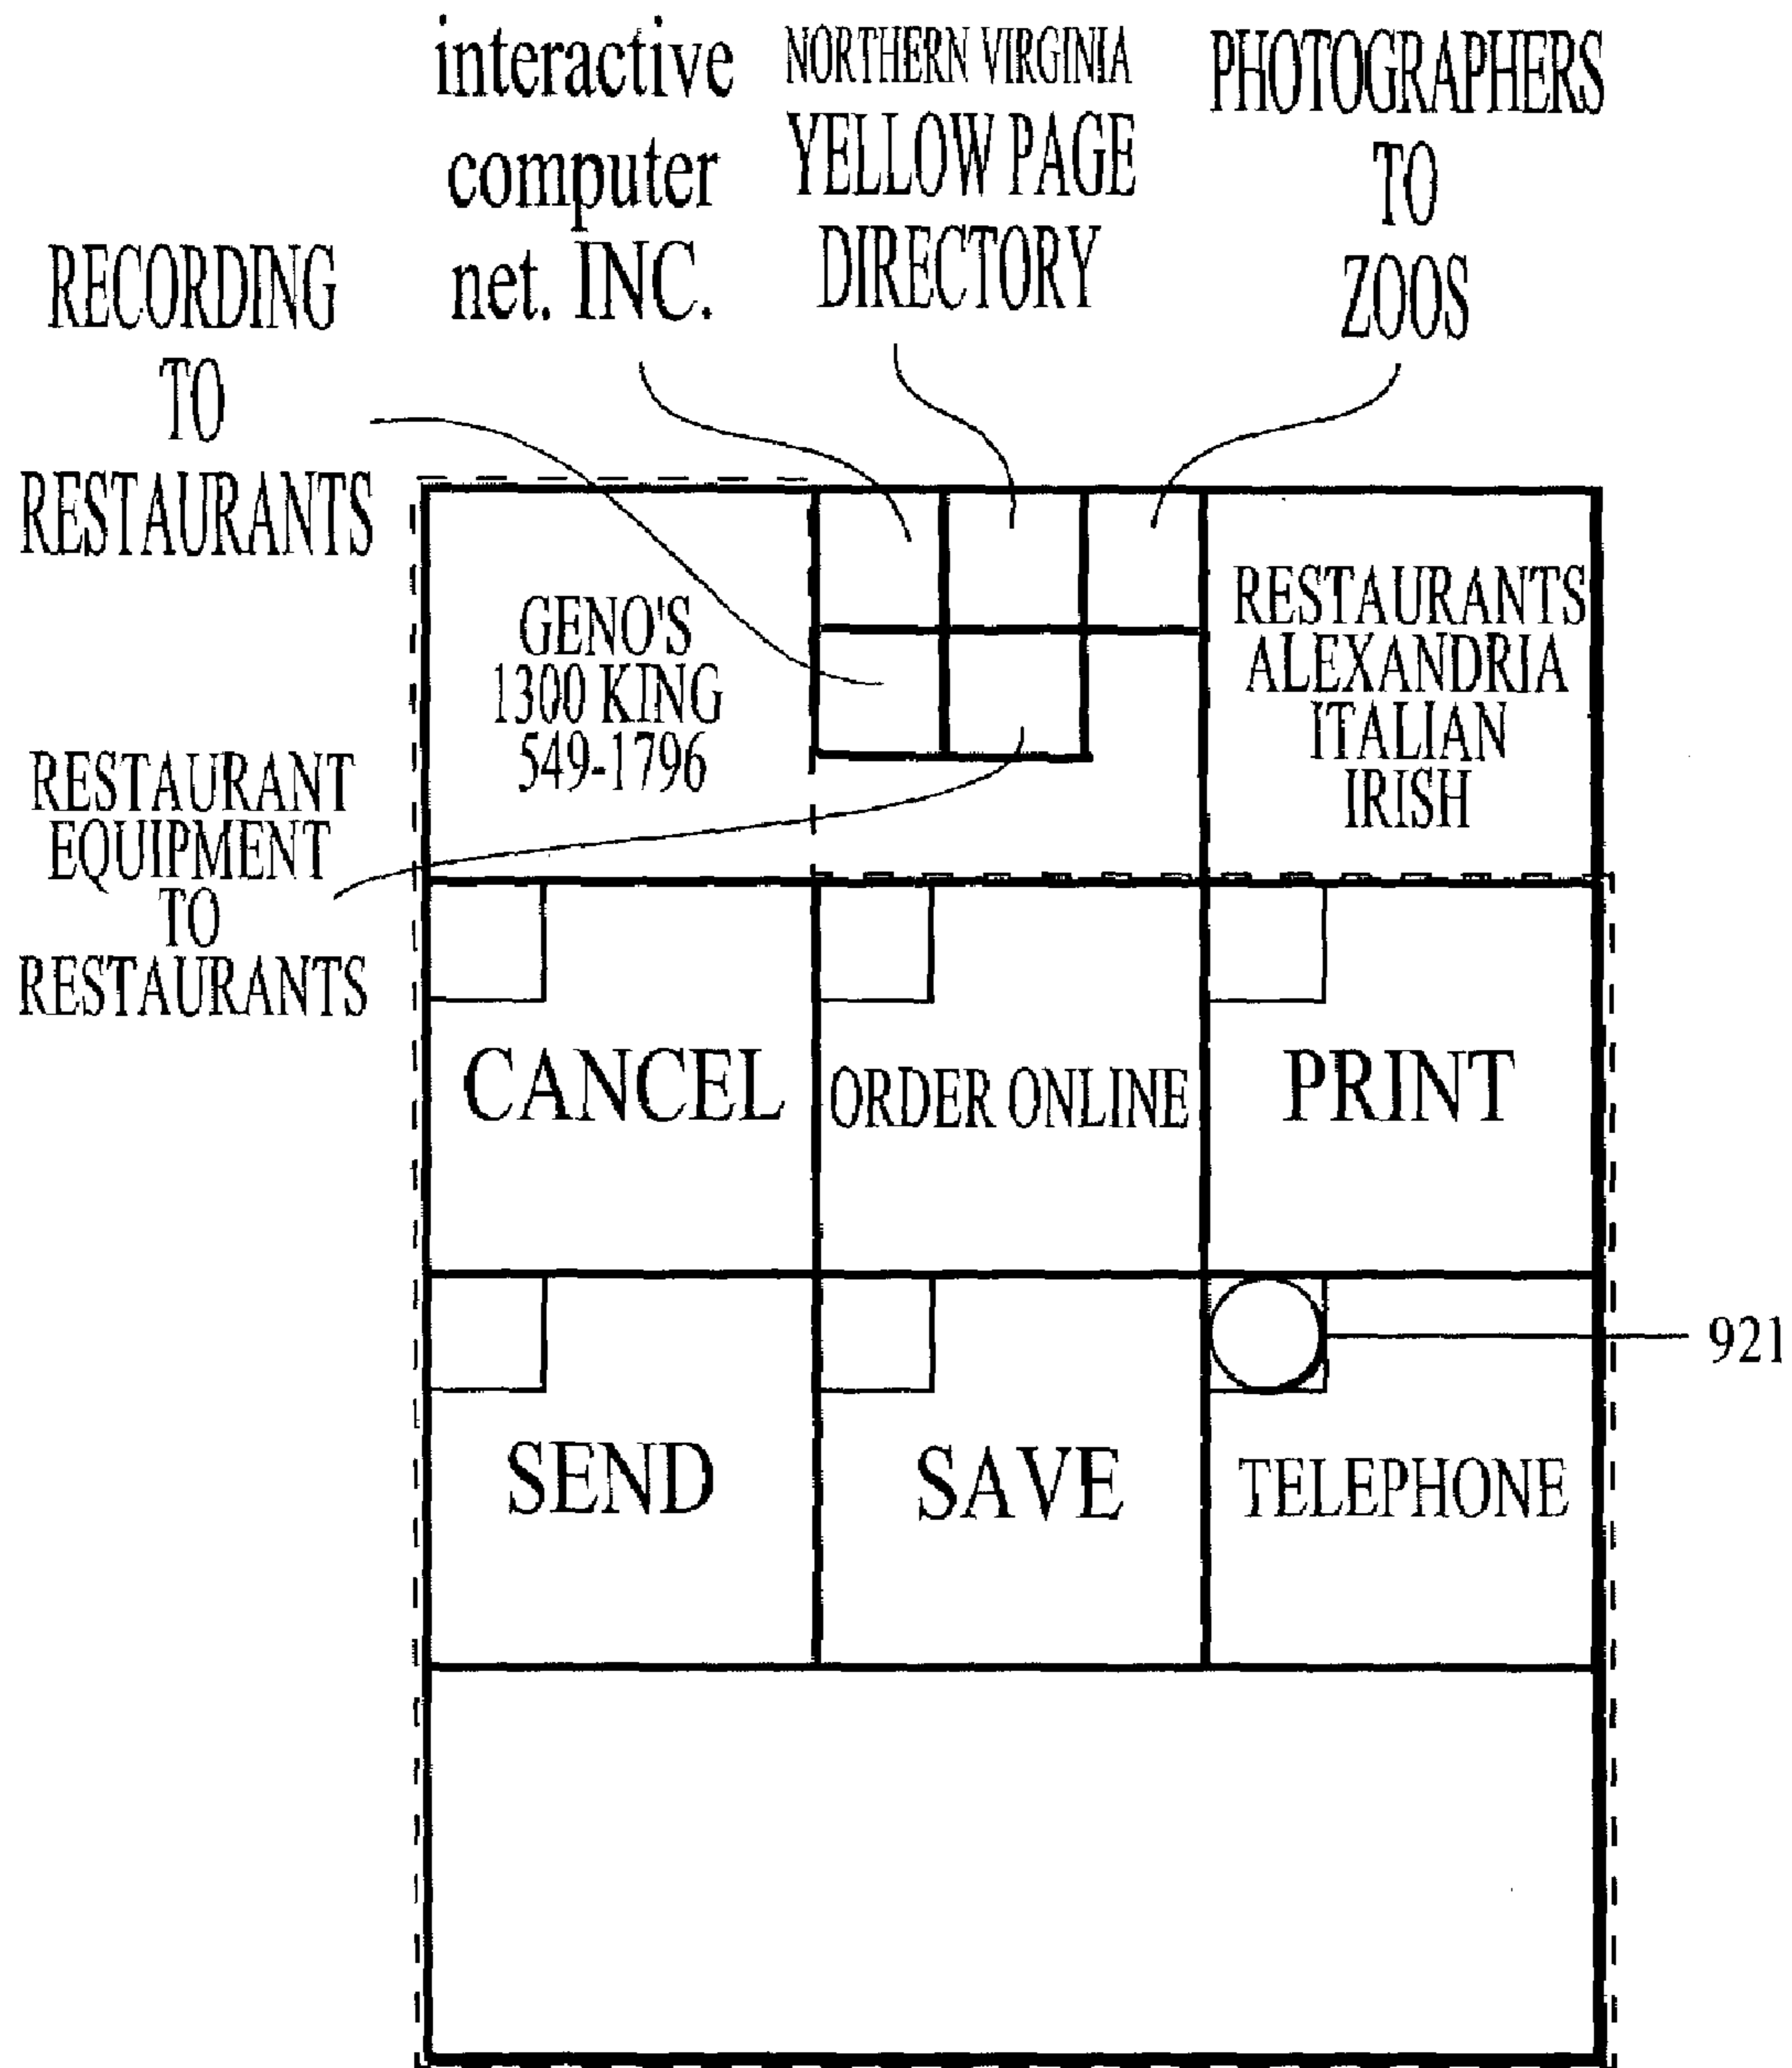 interactive
computer
net. INC.
NORTHERN VIRGINIA
YELLOW PAGE
DIRECTORY
PHOTOGRAPHERS
TO
ZOOS
RECORDING
TO
RESTAURANTS
GENO'S
1300 KING
549-1796
RESTAURANTS
ALEXANDRIA
ITALIAN
IRISH
RESTAURANT
EQUIPMENT
TO
RESTAURANTS
CANCEL
ORDER ONLINE
PRINT
921
SEND
SAVE
TELEPHONE